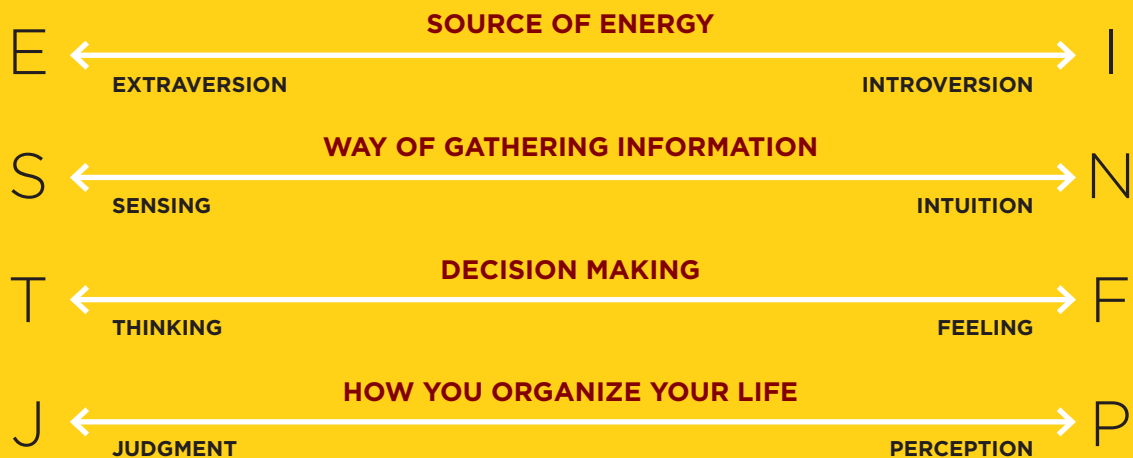 SOURCE OF ENERGY
E I
EXTRAVERSION INTROVERSION
WAY OF GATHERING INFORMATION
S N
SENSING INTUITION
DECISION MAKING
T F
THINKING FEELING
HOW YOU ORGANIZE YOUR LIFE
J P
JUDGMENT PERCEPTION